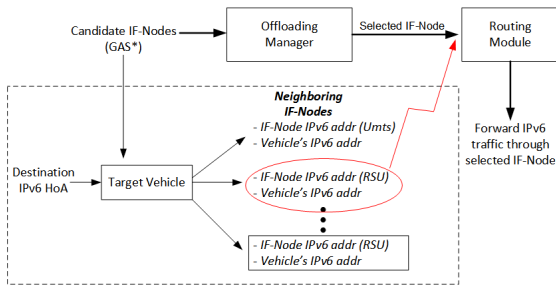 Candidate IF-Nodes
(GAS*)
Offloading
Manager
Selected IF-Node
Routing
Module
Neighboring
IF-Nodes
- IF-Node IPv6 addr (Umts)
- Vehicle's IPv6 addr
Forward IPv6
traffic through
selected IF-Node
Destination
IPv6 HoA
Target Vehicle
- IF-Node IPv6 addr (RSU)
- Vehicle's IPv6 addr
- IF-Node IPv6 addr (RSU)
- Vehicle's IPv6 addr